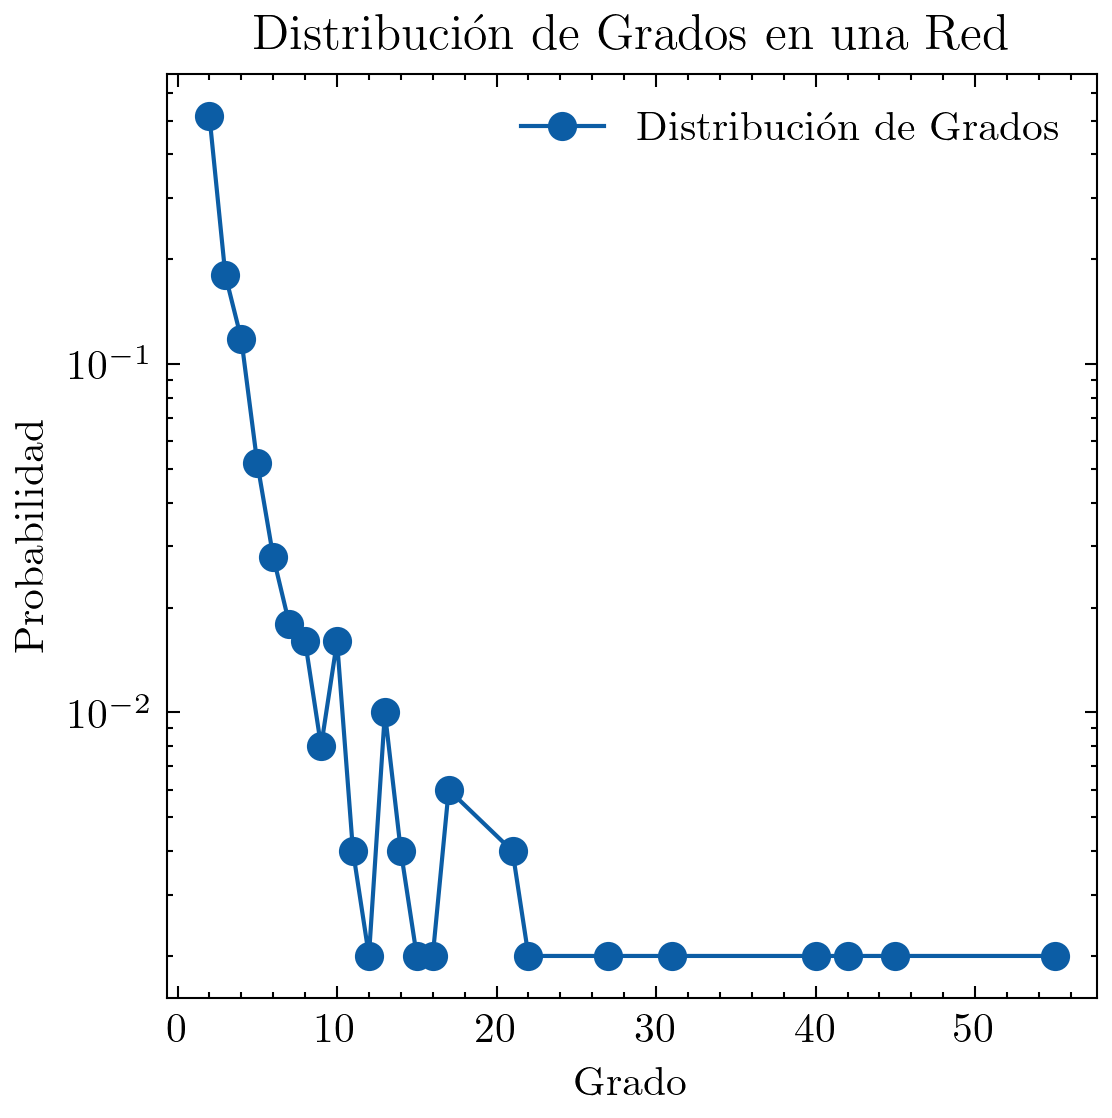 Distribución de Grados en una Red
Distribución de Grados
10⁻¹
10⁻²
Probabilidad
0 10 20 30 40 50
Grado